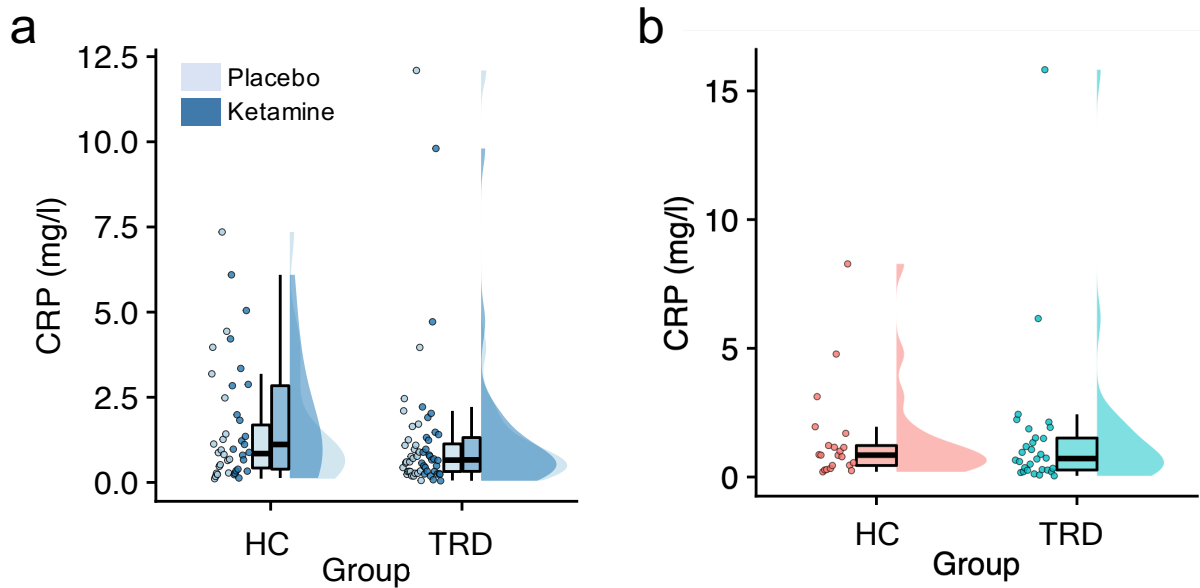 a
CRP (mg/l)
12.5
10.0
7.5
5.0
2.5
0.0
Placebo
Ketamine
HC
TRD
Group
b
CRP (mg/l)
15
10
5
0
HC
TRD
Group